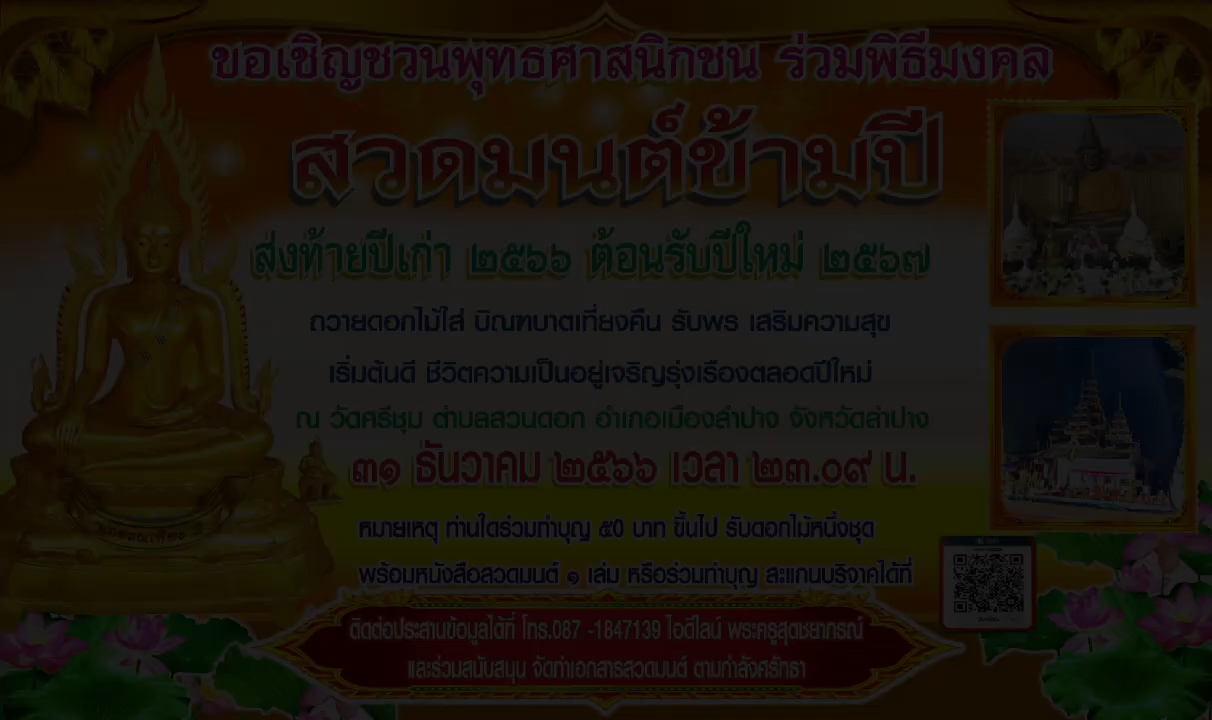 ขอเชิญชวนพุทธศาสนิกชน ร่วมพิธีมงคล
สวดมนต์ข้ามปี
ส่งท้ายปีเก่า ๒๕๖๖ ต้อนรับปีใหม่ ๒๕๖๗
ถวายดอกไม้ใส่ บิณฑบาตเที่ยงคืน รับพร เสริมความสุข
เริ่มต้นดี ชีวิตความเป็นอยู่เจริญรุ่งเรืองตลอดปีใหม่
ณ วัดศรีชุม ตำบลสวนดอก อำเภอเมืองลำปาง จังหวัดลำปาง
๓๑ ธันวาคม ๒๕๖๖ เวลา ๒๓.๐๙ น.
หมายเหตุ ท่านใดร่วมทำบุญ ๕๐ บาท ขึ้นไป รับดอกไม้หนึ่งชุด
พร้อมหนังสือสวดมนต์ ๑ เล่ม หรือร่วมทำบุญ สะแกนบริจาคได้ที่
ติดต่อประสานข้อมูลได้ที่ โทร.087 -1847139 ไอดีไลน์ พระครูสุตชยาภรณ์
และร่วมสนับสนุน จัดทำเอกสารสวดมนต์ ตามกำลังศรัทธา